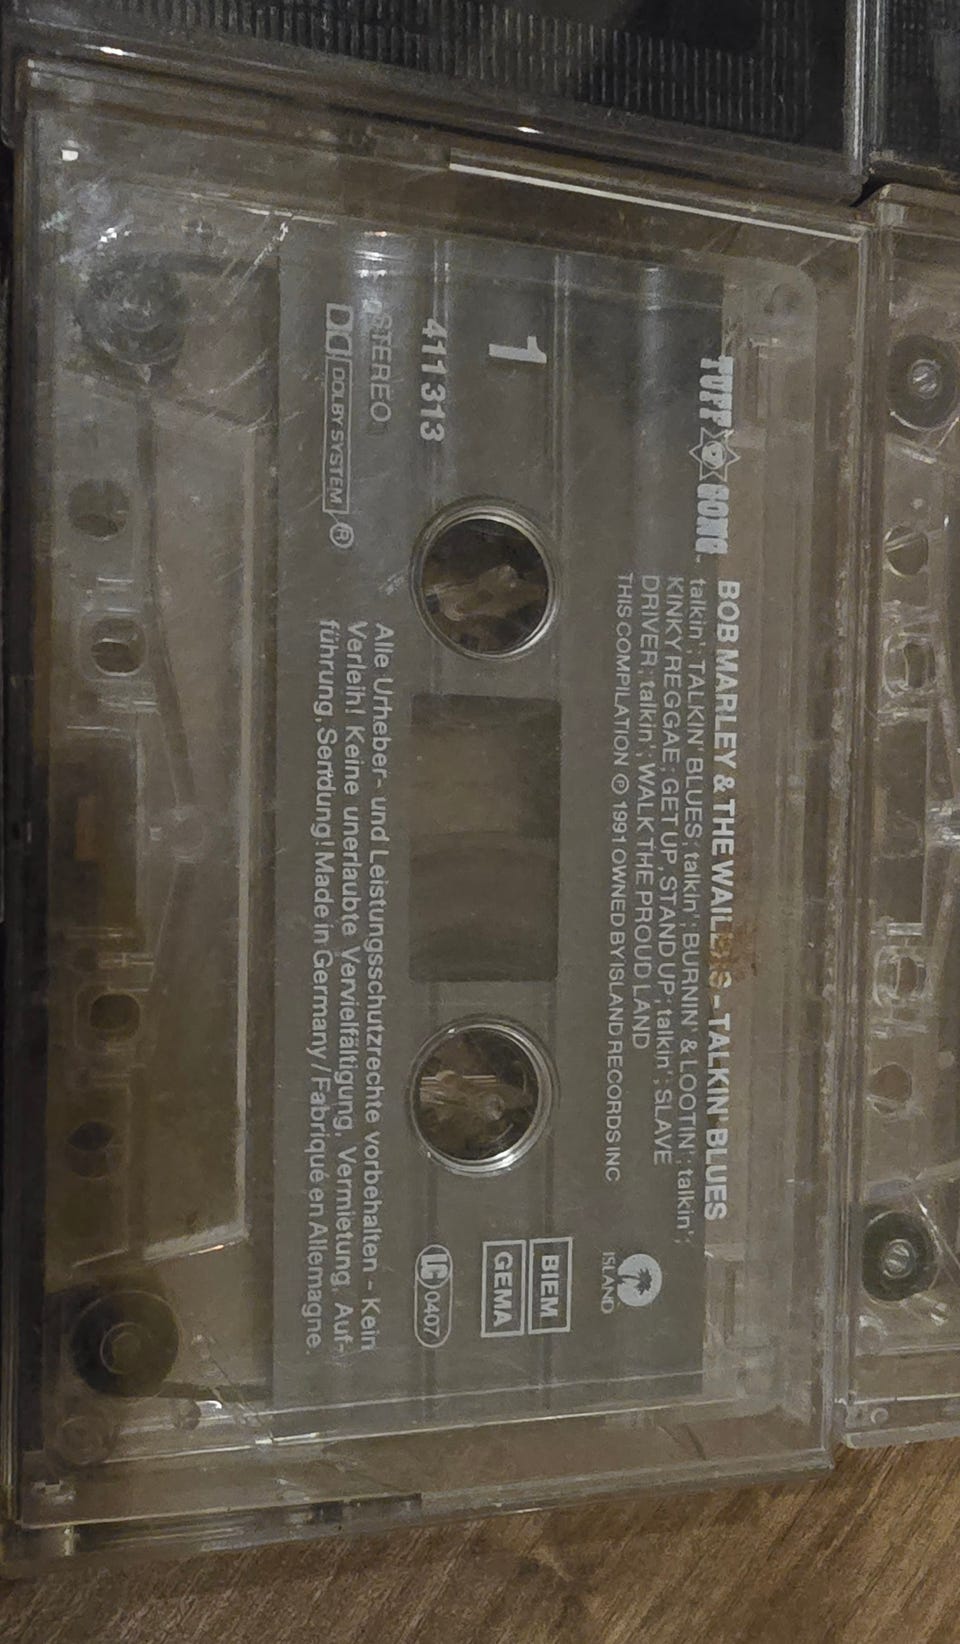 TUFF GONG
BOB MARLEY & THE WAILERS - TALKIN' BLUES
talkin'; TALKIN' BLUES; talkin'; BURNIN' & LOOTIN'; talkin';
KINKY REGGAE; GET UP, STAND UP; talkin'; SLAVE
DRIVER; talkin'; WALK THE PROUD LAND
THIS COMPILATION ℗ 1991 OWNED BY ISLAND RECORDS INC
ISLAND
1
BIEM
GEMA
411 313
LC 0407
STEREO
DOLBY SYSTEM ®
Alle Urheber- und Leistungsschutzrechte vorbehalten - Kein
Verleih! Keine unerlaubte Vervielfältigung, Vermietung, Auf-
führung, Sendung! Made in Germany / Fabriqué en Allemagne.